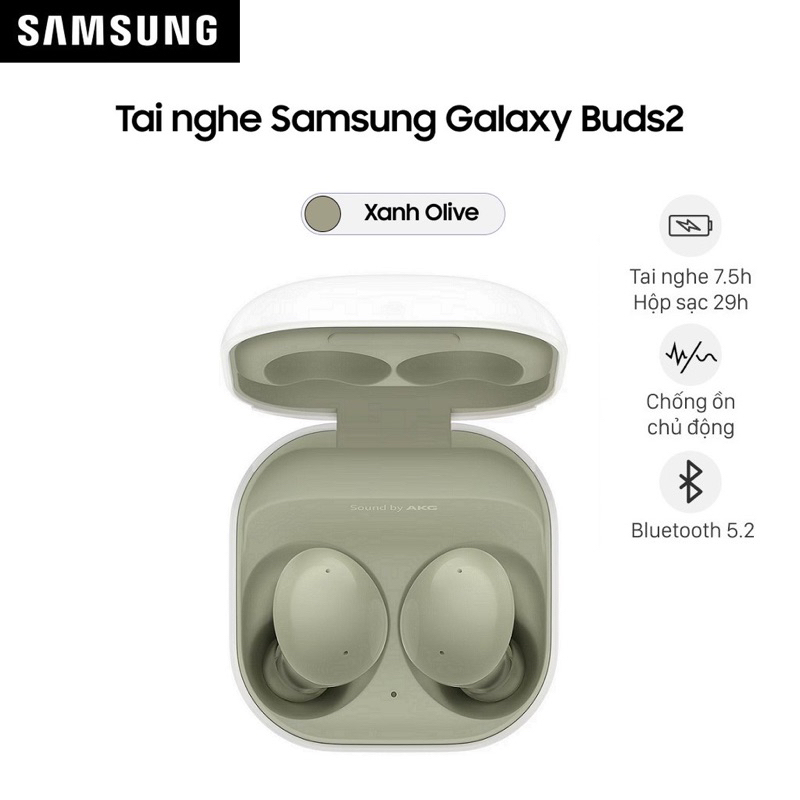 SAMSUNG
Tai nghe Samsung Galaxy Buds2
Xanh Olive
Tai nghe 7.5h
Hộp sạc 29h
Chống ồn
chủ động
Bluetooth 5.2
Sound by AKG